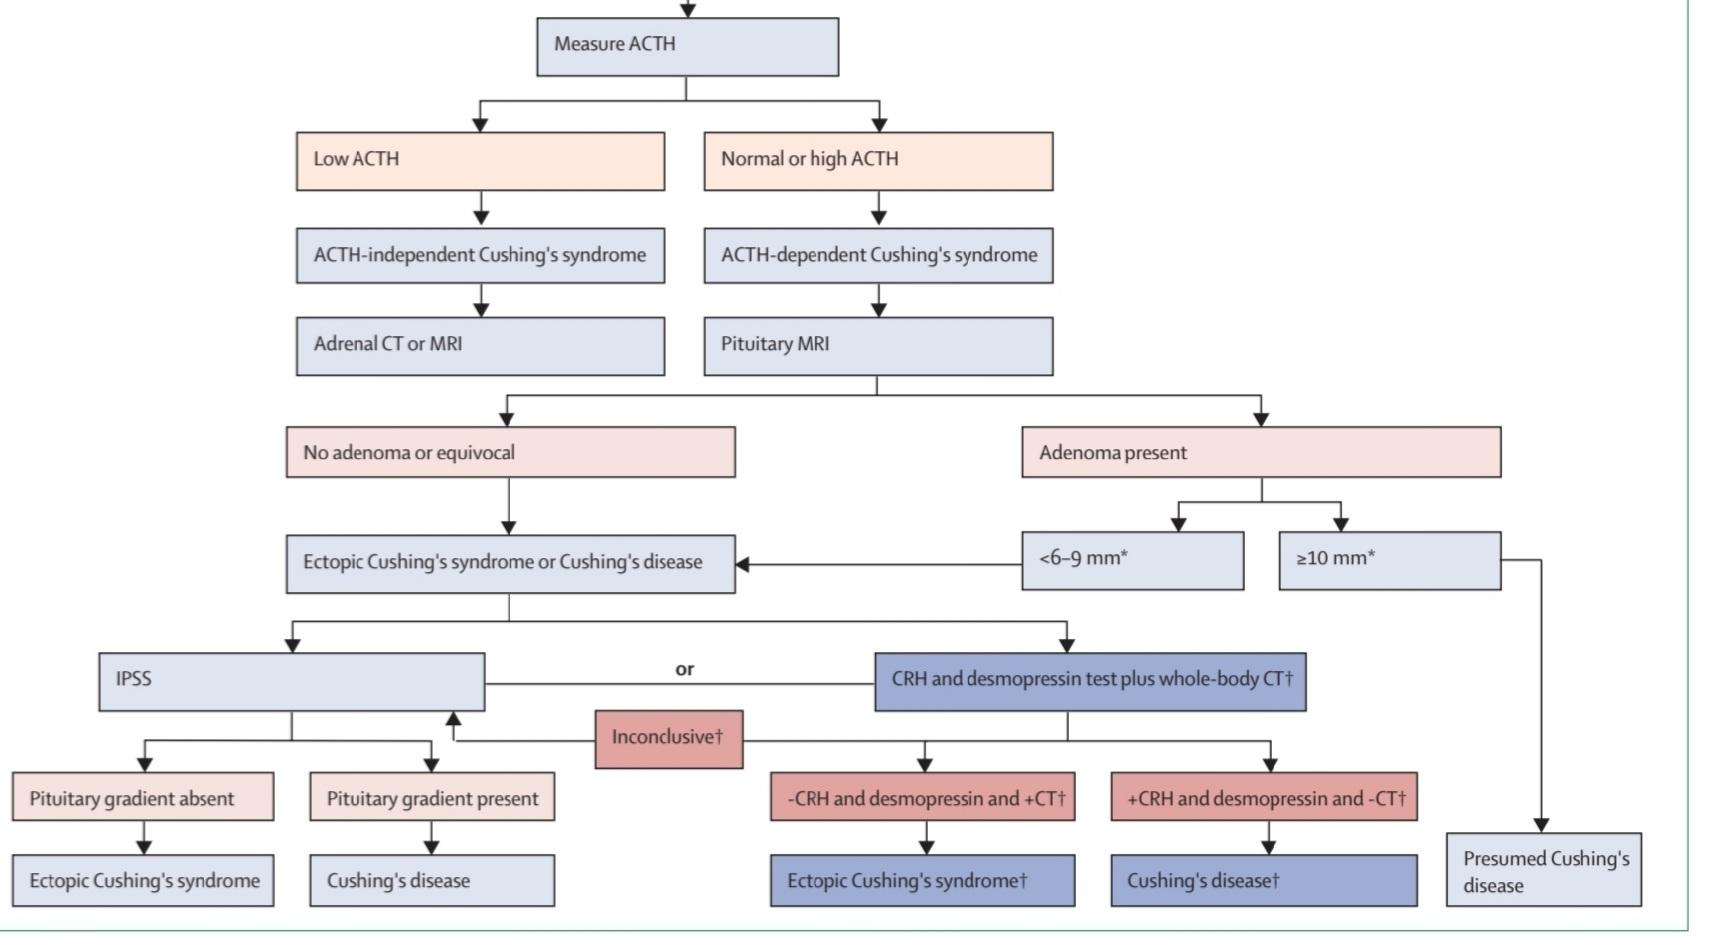 Measure ACTH
Low ACTH
Normal or high ACTH
ACTH-independent Cushing's syndrome
ACTH-dependent Cushing's syndrome
Adrenal CT or MRI
Pituitary MRI
No adenoma or equivocal
Adenoma present
Ectopic Cushing's syndrome or Cushing's disease
<6–9 mm*
≥10 mm*
IPSS
or
CRH and desmopressin test plus whole-body CT†
Inconclusive†
Pituitary gradient absent
Pituitary gradient present
-CRH and desmopressin and +CT†
+CRH and desmopressin and -CT†
Ectopic Cushing's syndrome
Cushing's disease
Ectopic Cushing's syndrome†
Cushing's disease†
Presumed Cushing's
disease